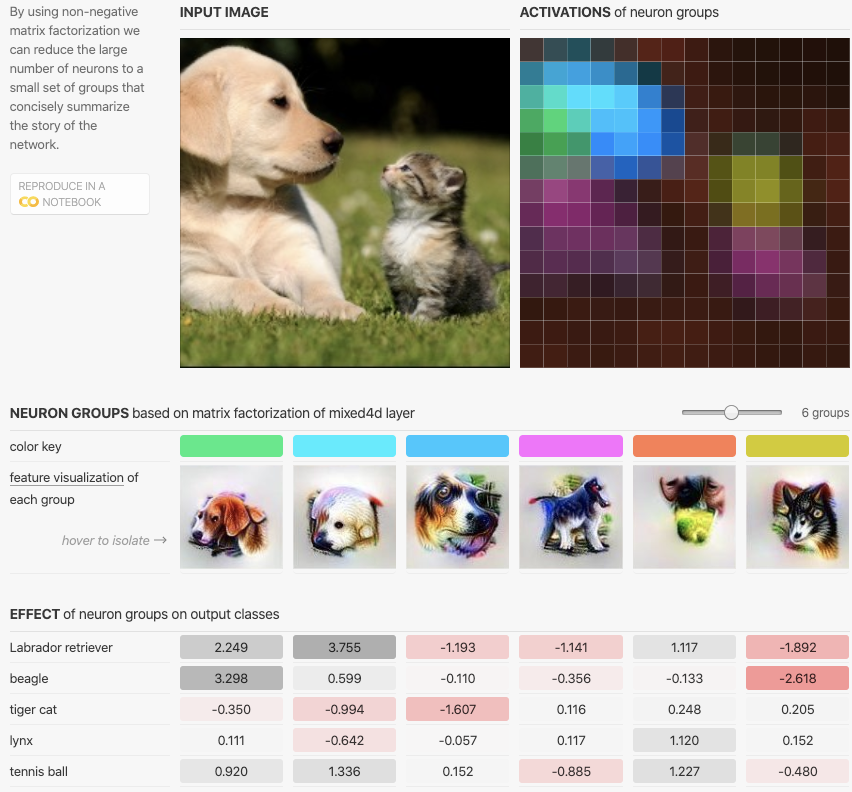 By using non-negative
matrix factorization we
can reduce the large
number of neurons to a
small set of groups that
concisely summarize
the story of the
network.
REPRODUCE IN A
CO NOTEBOOK
INPUT IMAGE
ACTIVATIONS of neuron groups
NEURON GROUPS based on matrix factorization of mixed4d layer
6 groups
color key
feature visualization of
each group
hover to isolate →
EFFECT of neuron groups on output classes
Labrador retriever 2.249 3.755 -1.193 -1.141 1.117 -1.892
beagle 3.298 0.599 -0.110 -0.356 -0.133 -2.618
tiger cat -0.350 -0.994 -1.607 0.116 0.248 0.205
lynx 0.111 -0.642 -0.057 0.117 1.120 0.152
tennis ball 0.920 1.336 0.152 -0.885 1.227 -0.480